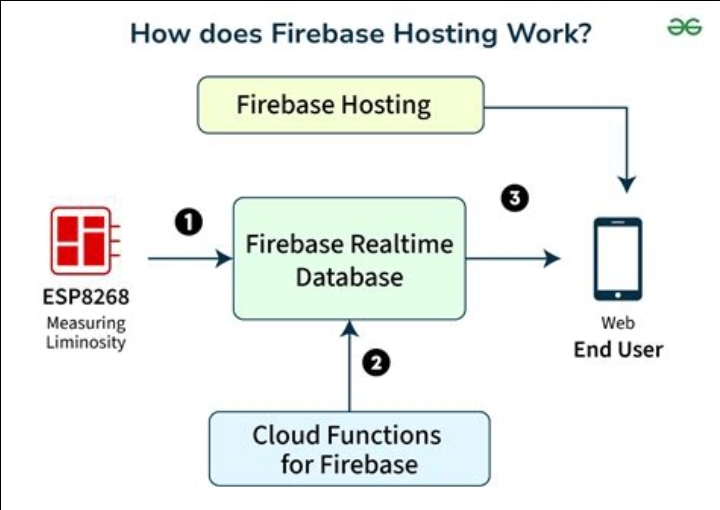 How does Firebase Hosting Work?
Firebase Hosting
1
3
Firebase Realtime
Database
ESP8268
Measuring
Liminosity
Web
End User
2
Cloud Functions
for Firebase